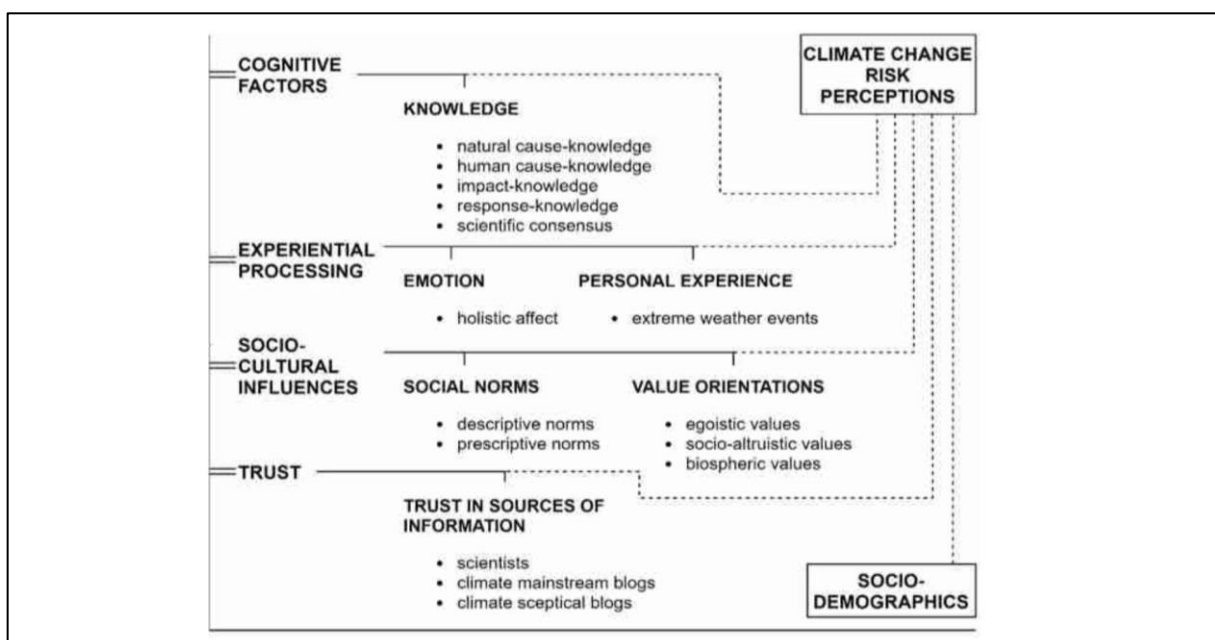 COGNITIVE
FACTORS
CLIMATE CHANGE
RISK
PERCEPTIONS
KNOWLEDGE
• natural cause-knowledge
• human cause-knowledge
• impact-knowledge
• response-knowledge
• scientific consensus
EXPERIENTIAL
PROCESSING
EMOTION
• holistic affect
PERSONAL EXPERIENCE
• extreme weather events
SOCIO-
CULTURAL
INFLUENCES
SOCIAL NORMS
• descriptive norms
• prescriptive norms
VALUE ORIENTATIONS
• egoistic values
• socio-altruistic values
• biospheric values
TRUST
TRUST IN SOURCES OF
INFORMATION
• scientists
• climate mainstream blogs
• climate sceptical blogs
SOCIO-
DEMOGRAPHICS